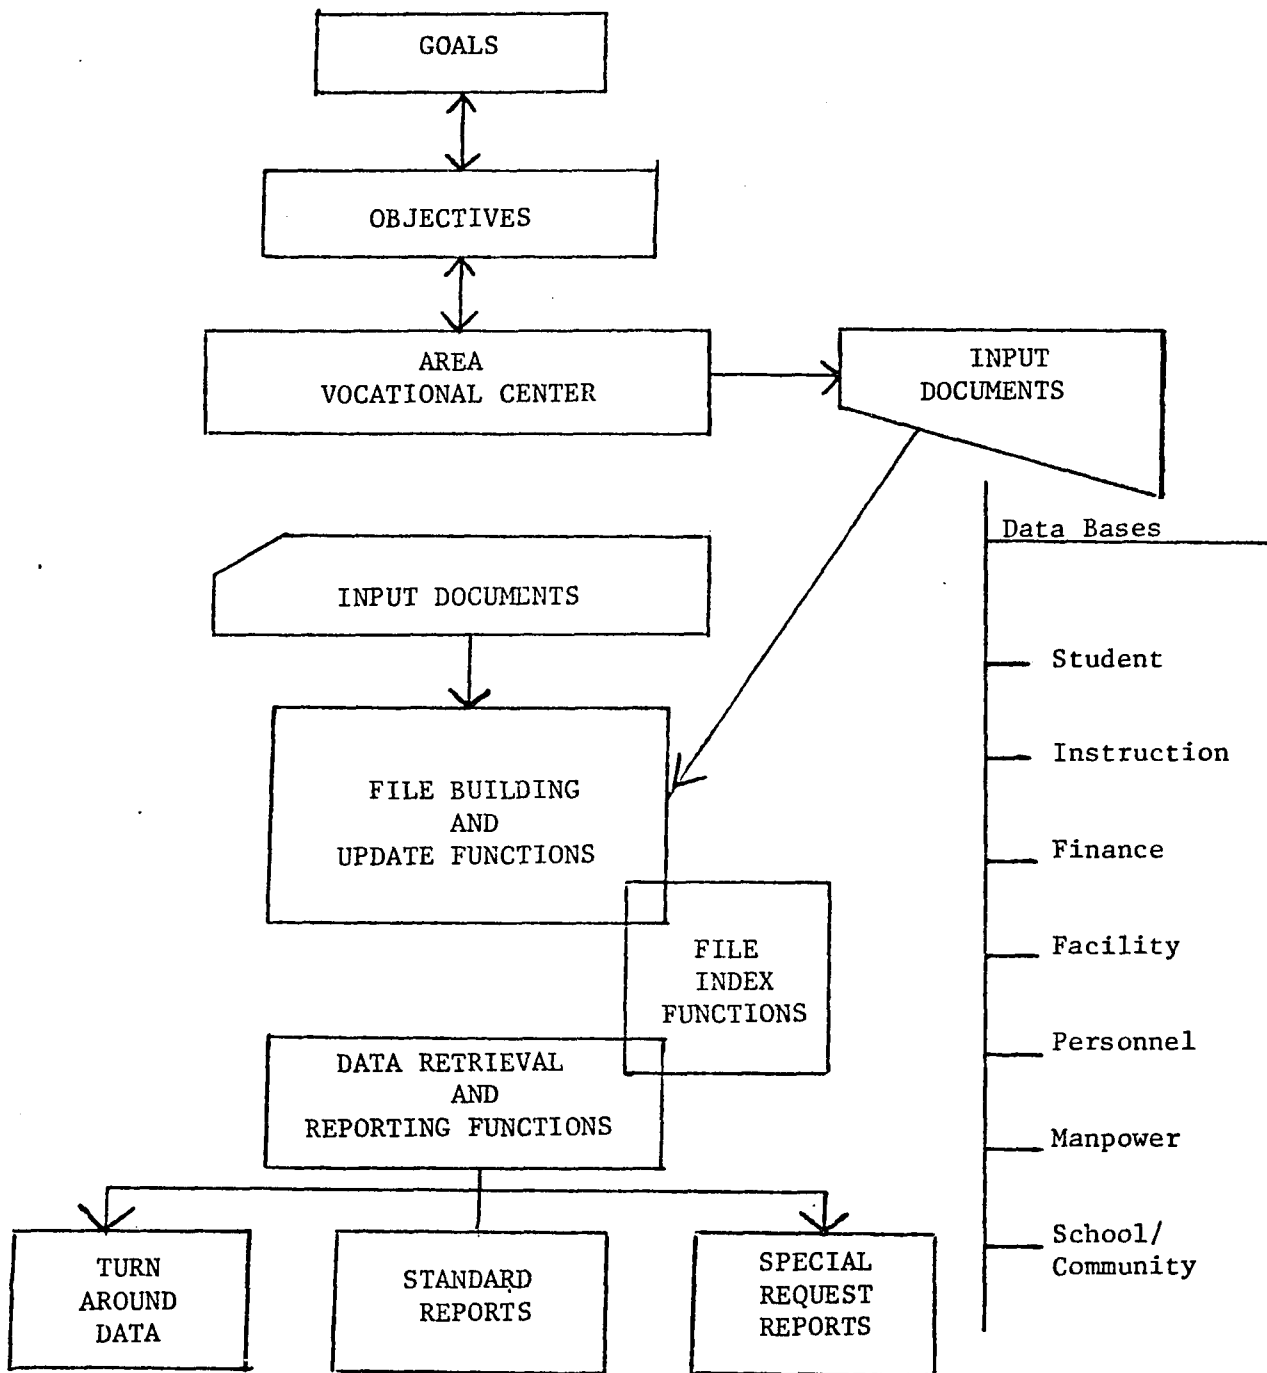 GOALS
OBJECTIVES
AREA
VOCATIONAL CENTER
INPUT
DOCUMENTS
INPUT DOCUMENTS
FILE BUILDING
AND
UPDATE FUNCTIONS
FILE
INDEX
FUNCTIONS
DATA RETRIEVAL
AND
REPORTING FUNCTIONS
TURN
AROUND
DATA
STANDARD
REPORTS
SPECIAL
REQUEST
REPORTS
Data Bases
Student
Instruction
Finance
Facility
Personnel
Manpower
School/
Community